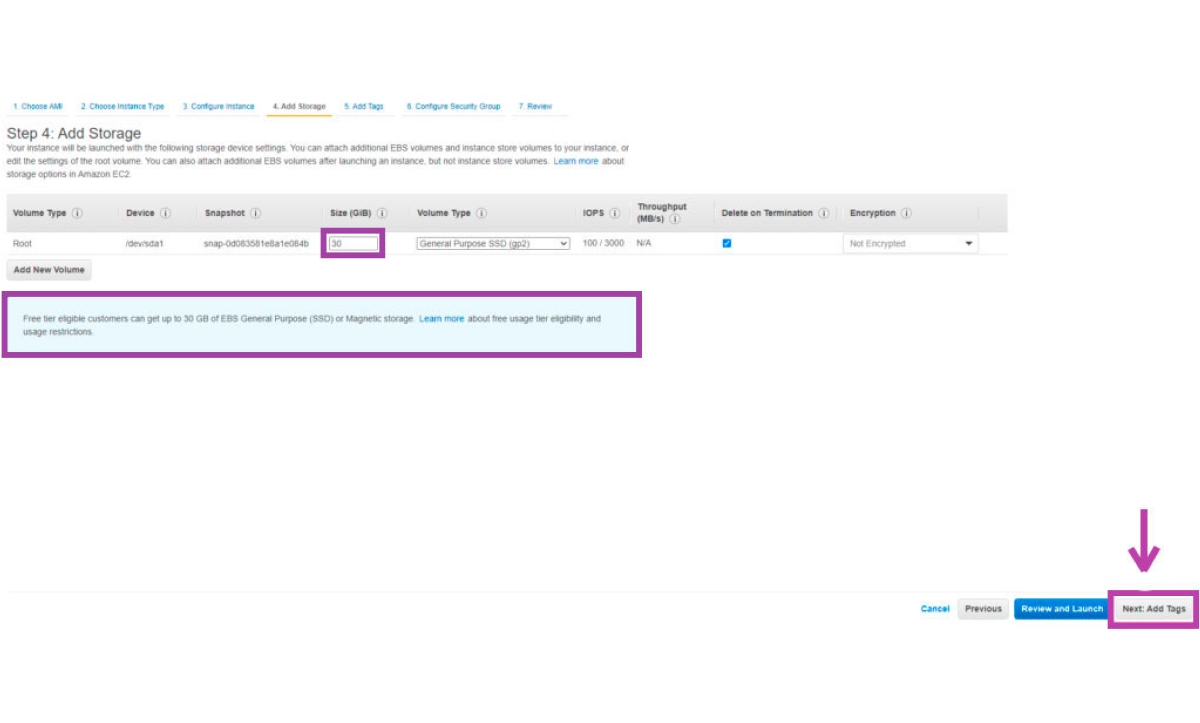 1. Choose AMI 2. Choose Instance Type 3. Configure Instance 4. Add Storage 5. Add Tags 6. Configure Security Group 7. Review
Step 4: Add Storage
Your instance will be launched with the following storage device settings. You can attach additional EBS volumes and instance store volumes to your instance, or
edit the settings of the root volume. You can also attach additional EBS volumes after launching an instance, but not instance store volumes. Learn more about
storage options in Amazon EC2.
Volume Type Device Snapshot Size (GiB) Volume Type IOPS Throughput (MB/s) Delete on Termination Encryption
Root /dev/sda1 snap-0d083581e8a1e084b 30 General Purpose SSD (gp2) 100 / 3000 N/A Not Encrypted
Add New Volume
Free tier eligible customers can get up to 30 GB of EBS General Purpose (SSD) or Magnetic storage. Learn more about free usage tier eligibility and
usage restrictions.
Cancel Previous Review and Launch Next: Add Tags